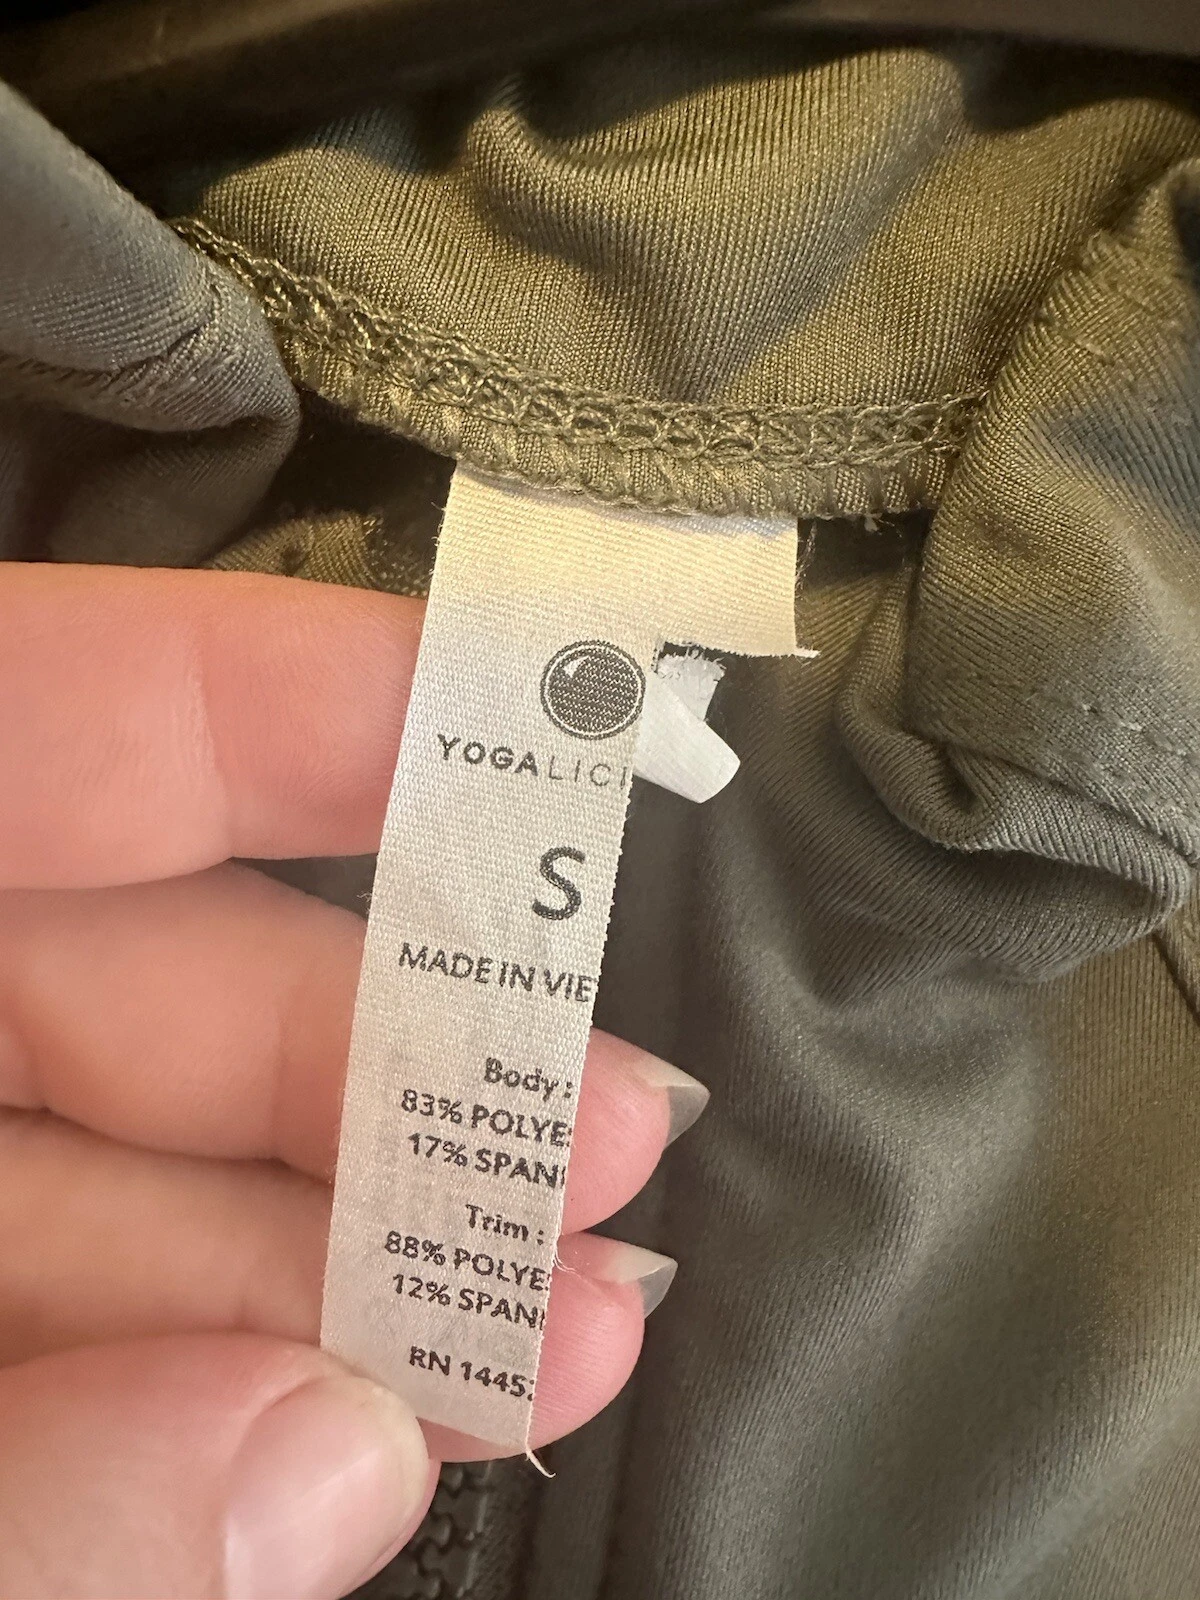 YOGALICI
S
MADE IN VIE
Body :
83% POLYE
17% SPAN
Trim :
88% POLYE
12% SPAN
RN 1445